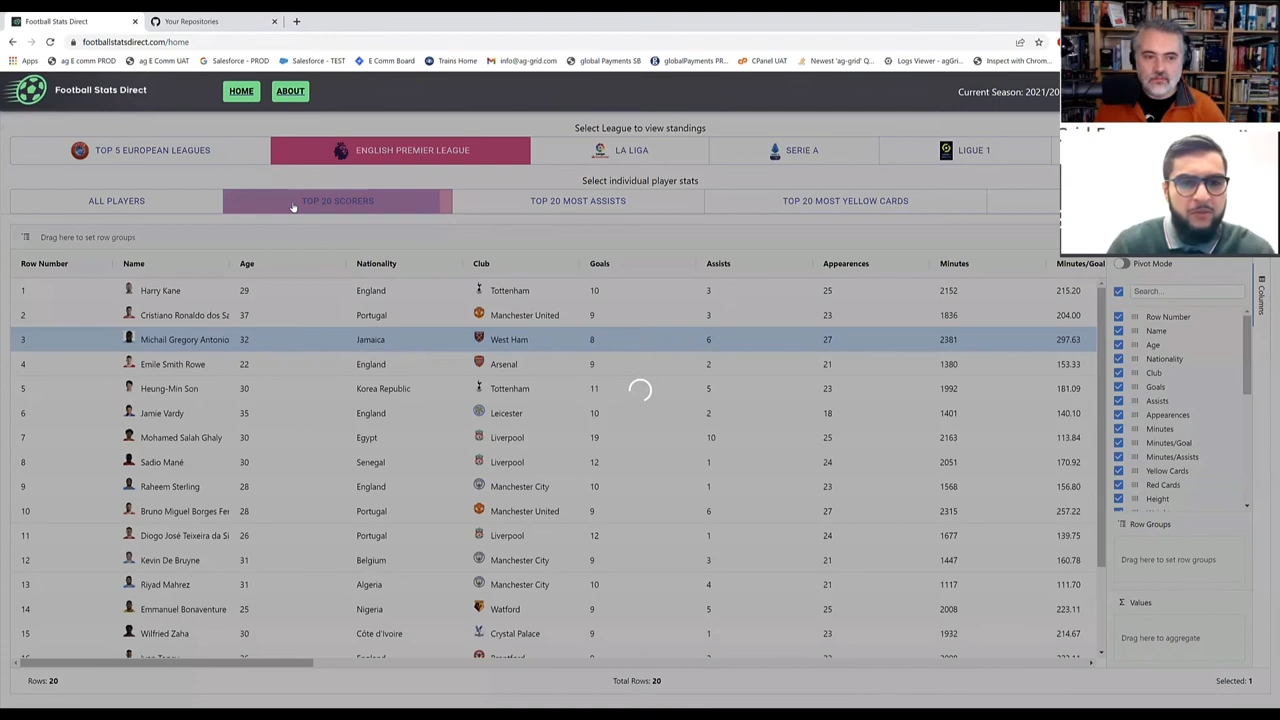 Football Stats Direct
Your Repositories
footballstatsdirect.com/home
Apps ag E comm PROD ag E Comm UAT Salesforce - PROD Salesforce - TEST E Comm Board Trains Home info@ag-grid.com global Payments SB globalPayments PR... CPanel UAT Newest 'ag-grid' Q... Logs Viewer - agGri... Inspect with Chrom...
Football Stats Direct HOME ABOUT Current Season: 2021/20
Select League to view standings
TOP 5 EUROPEAN LEAGUES ENGLISH PREMIER LEAGUE LA LIGA SERIE A LIGUE 1
Select individual player stats
ALL PLAYERS TOP 20 SCORERS TOP 20 MOST ASSISTS TOP 20 MOST YELLOW CARDS
Drag here to set row groups
Row Number Name Age Nationality Club Goals Assists Appearences Minutes Minutes/Goal
1 Harry Kane 29 England Tottenham 10 3 25 2152 215.20
2 Cristiano Ronaldo dos Sa 37 Portugal Manchester United 9 3 23 1836 204.00
3 Michail Gregory Antonio 32 Jamaica West Ham 8 6 27 2381 297.63
4 Emile Smith Rowe 22 England Arsenal 9 2 21 1380 153.33
5 Heung-Min Son 30 Korea Republic Tottenham 11 5 23 1992 181.09
6 Jamie Vardy 35 England Leicester 10 2 18 1401 140.10
7 Mohamed Salah Ghaly 30 Egypt Liverpool 19 10 25 2163 113.84
8 Sadio Mané 30 Senegal Liverpool 12 1 24 2051 170.92
9 Raheem Sterling 28 England Manchester City 10 1 23 1568 156.80
10 Bruno Miguel Borges Fer 28 Portugal Manchester United 9 6 27 2315 257.22
11 Diogo José Teixeira da Si 26 Portugal Liverpool 12 1 24 1677 139.75
12 Kevin De Bruyne 31 Belgium Manchester City 9 3 21 1447 160.78
13 Riyad Mahrez 31 Algeria Manchester City 10 4 21 1117 111.70
14 Emmanuel Bonaventure 25 Nigeria Watford 9 5 25 2008 223.11
15 Wilfried Zaha 30 Côte d'Ivoire Crystal Palace 9 1 23 1932 214.67
Rows: 20 Total Rows: 20 Selected: 1
Pivot Mode
Search...
Row Number
Name
Age
Nationality
Club
Goals
Assists
Appearences
Minutes
Minutes/Goal
Minutes/Assists
Yellow Cards
Red Cards
Height
Row Groups
Drag here to set row groups
Values
Drag here to aggregate
Columns